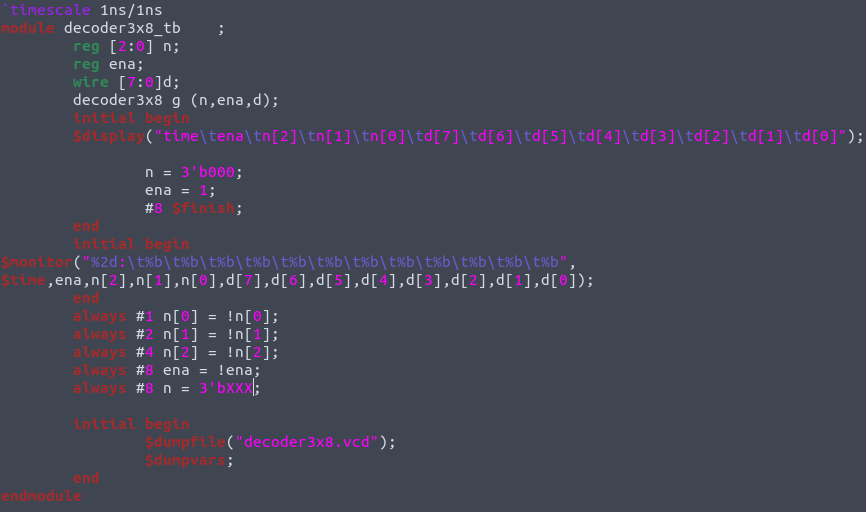 `timescale 1ns/1ns
module decoder3x8_tb    ;
        reg [2:0] n;
        reg ena;
        wire [7:0]d;
        decoder3x8 g (n,ena,d);
        initial begin
        $display("time\tena\tn[2]\tn[1]\tn[0]\td[7]\td[6]\td[5]\td[4]\td[3]\td[2]\td[1]\td[0]");
                n = 3'b000;
                ena = 1;
                #8 $finish;
        end
        initial begin
$monitor("%2d:\t%b\t%b\t%b\t%b\t%b\t%b\t%b\t%b\t%b\t%b\t%b\t%b",
$time,ena,n[2],n[1],n[0],d[7],d[6],d[5],d[4],d[3],d[2],d[1],d[0]);
        end
        always #1 n[0] = !n[0];
        always #2 n[1] = !n[1];
        always #4 n[2] = !n[2];
        always #8 ena = !ena;
        always #8 n = 3'bXXX;
        initial begin
                $dumpfile("decoder3x8.vcd");
                $dumpvars;
        end
endmodule